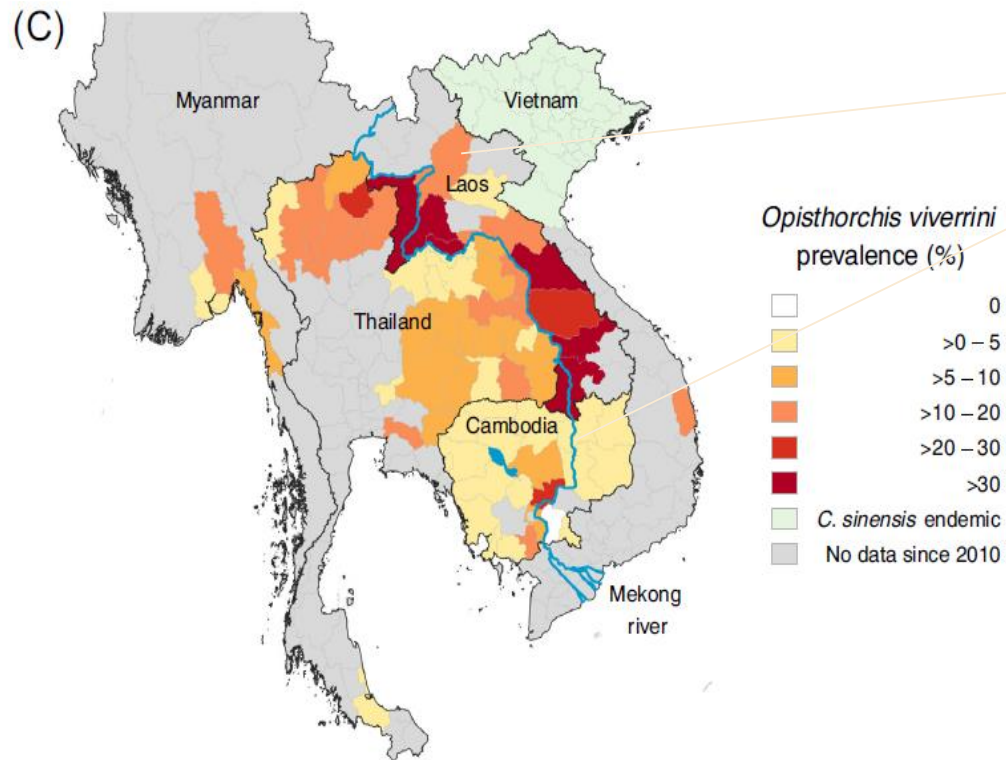 (C)
Myanmar
Vietnam
Laos
Thailand
Cambodia
Mekong
river
Opisthorchis viverrini
prevalence (%)
0
>0 – 5
>5 – 10
>10 – 20
>20 – 30
>30
C. sinensis endemic
No data since 2010